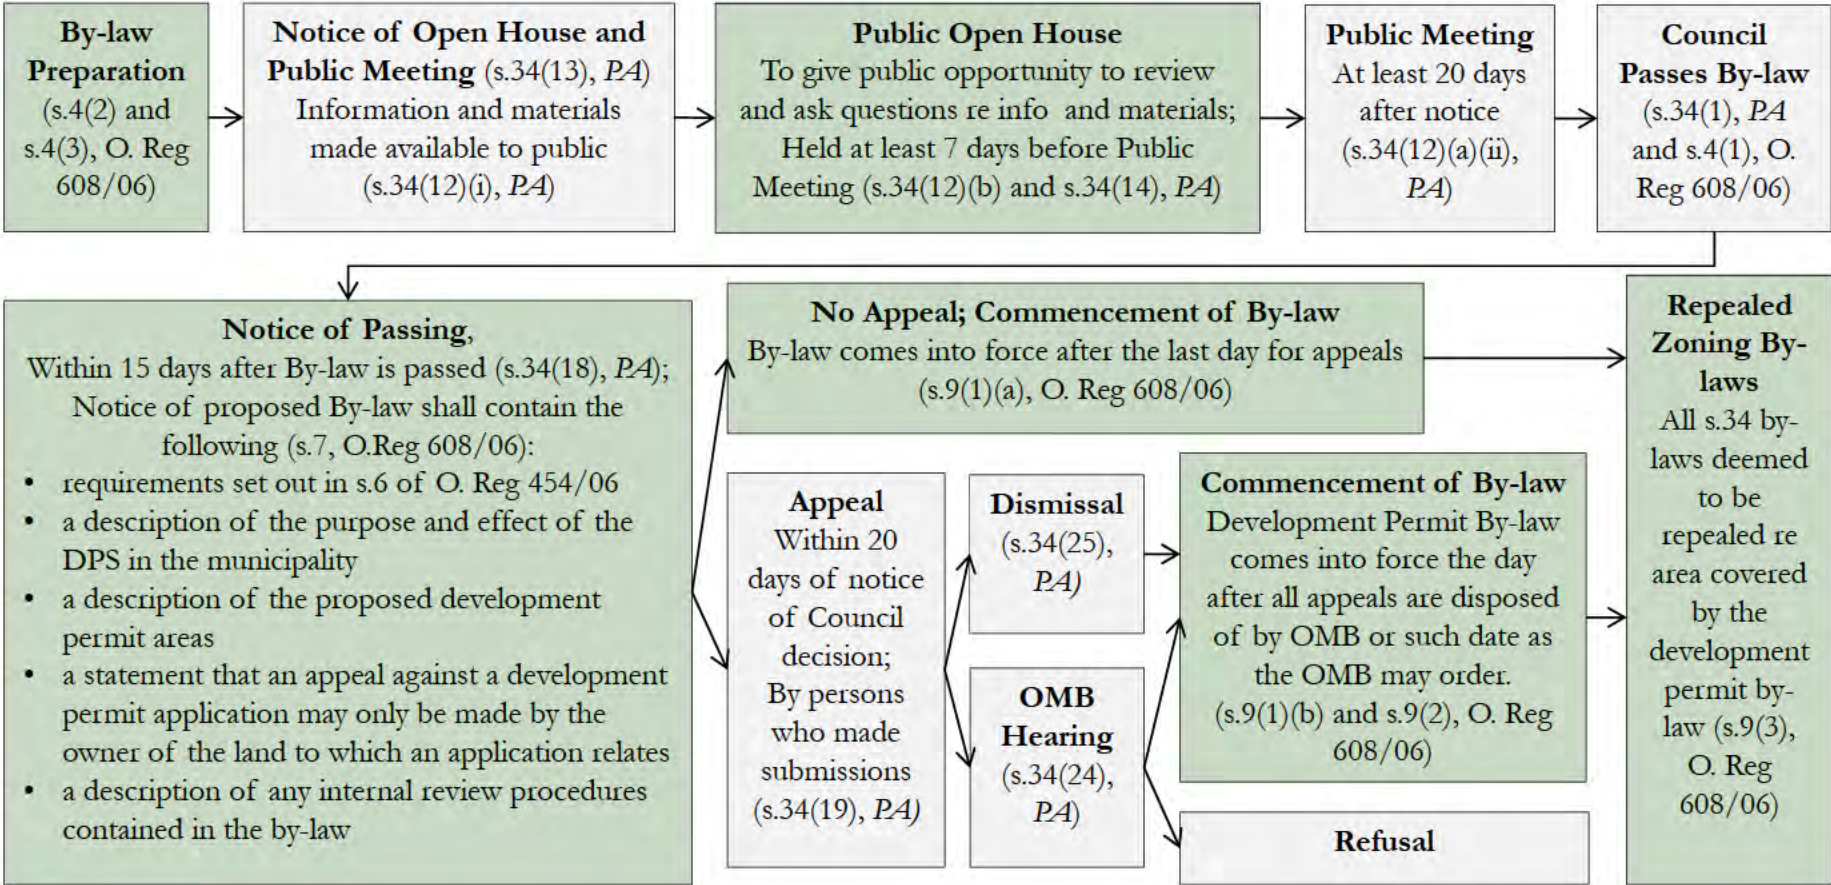 By-law
Preparation
(s.4(2) and
s.4(3), O. Reg
608/06)
Notice of Open House and
Public Meeting (s.34(13), PA)
Information and materials
made available to public
(s.34(12)(i), PA)
Public Open House
To give public opportunity to review
and ask questions re info and materials;
Held at least 7 days before Public
Meeting (s.34(12)(b) and s.34(14), PA)
Public Meeting
At least 20 days
after notice
(s.34(12)(a)(ii),
PA)
Council
Passes By-law
(s.34(1), PA
and s.4(1), O.
Reg 608/06)
Notice of Passing,
Within 15 days after By-law is passed (s.34(18), PA);
Notice of proposed By-law shall contain the
following (s.7, O.Reg 608/06):
• requirements set out in s.6 of O. Reg 454/06
• a description of the purpose and effect of the
DPS in the municipality
• a description of the proposed development
permit areas
• a statement that an appeal against a development
permit application may only be made by the
owner of the land to which an application relates
• a description of any internal review procedures
contained in the by-law
No Appeal; Commencement of By-law
By-law comes into force after the last day for appeals
(s.9(1)(a), O. Reg 608/06)
Appeal
Within 20
days of notice
of Council
decision;
By persons
who made
submissions
(s.34(19), PA)
Dismissal
(s.34(25),
PA)
OMB
Hearing
(s.34(24),
PA)
Commencement of By-law
Development Permit By-law
comes into force the day
after all appeals are disposed
of by OMB or such date as
the OMB may order.
(s.9(1)(b) and s.9(2), O. Reg
608/06)
Refusal
Repealed
Zoning By-
laws
All s.34 by-
laws deemed
to be
repealed re
area covered
by the
development
permit by-
law (s.9(3),
O. Reg
608/06)